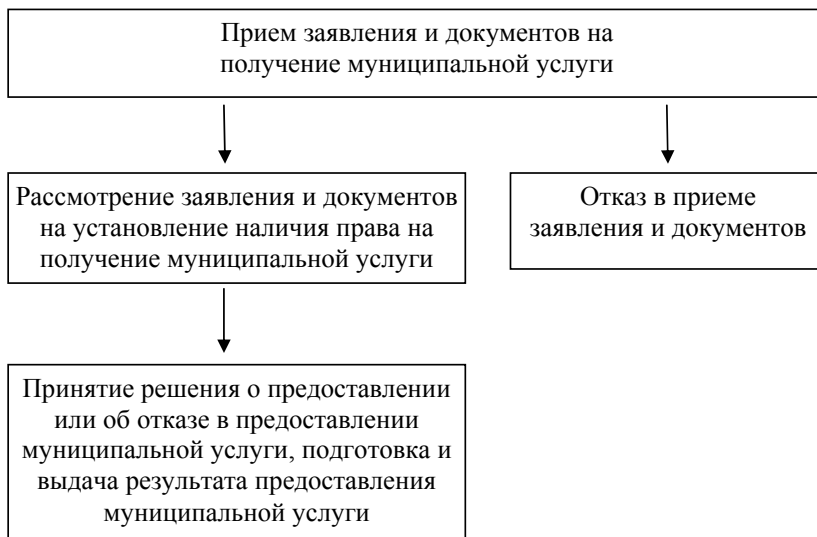 Прием заявления и документов на
получение муниципальной услуги
Рассмотрение заявления и документов
на установление наличия права на
получение муниципальной услуги
Отказ в приеме
заявления и документов
Принятие решения о предоставлении
или об отказе в предоставлении
муниципальной услуги, подготовка и
выдача результата предоставления
муниципальной услуги